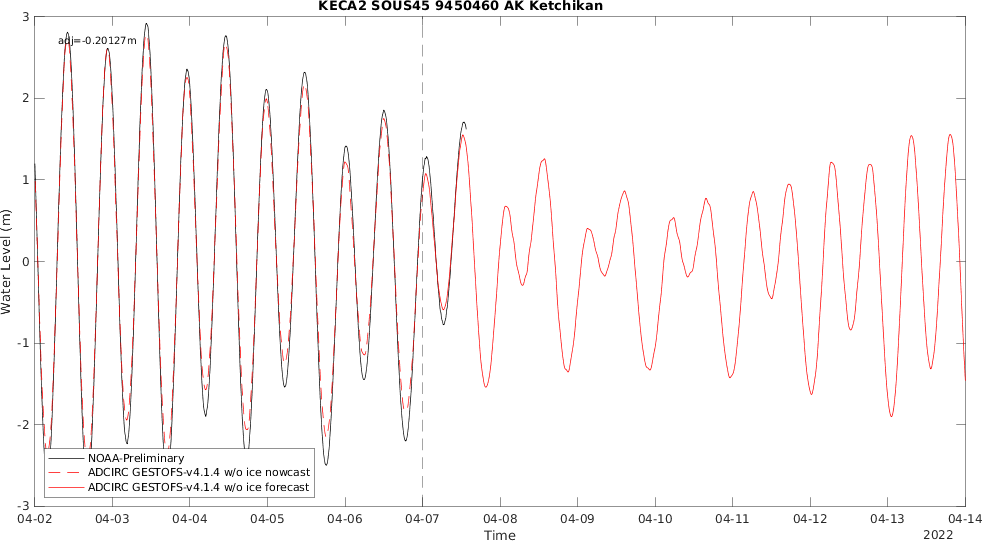 KECA2 SOUS45 9450460 AK Ketchikan
adj=-0.20127m
3
2
1
0
-1
-2
-3
Water Level (m)
NOAA-Preliminary
ADCIRC GESTOFS-v4.1.4 w/o ice nowcast
ADCIRC GESTOFS-v4.1.4 w/o ice forecast
04-02 04-03 04-04 04-05 04-06 04-07 04-08 04-09 04-10 04-11 04-12 04-13 04-14
Time
2022